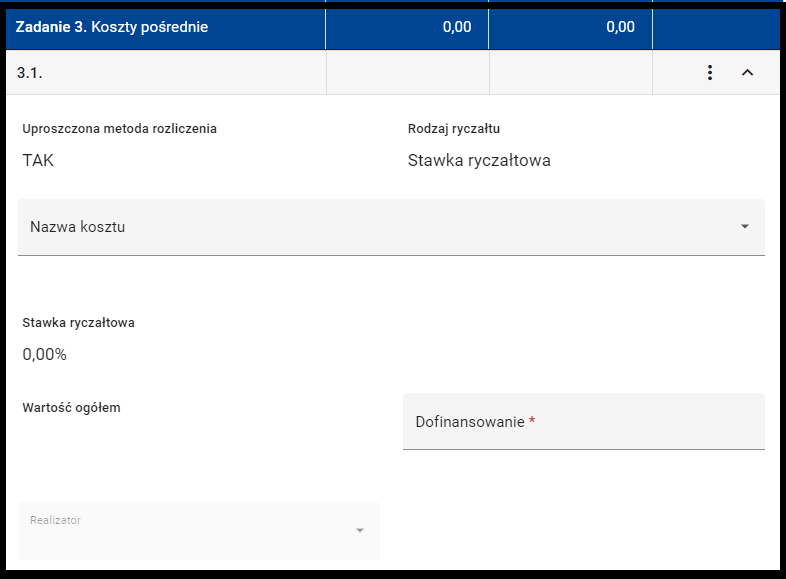 Zadanie 3. Koszty pośrednie 0,00 0,00
3.1.
Uproszczona metoda rozliczenia Rodzaj ryczałtu
TAK Stawka ryczałtowa
Nazwa kosztu
Stawka ryczałtowa
0,00%
Wartość ogółem
Dofinansowanie *
Realizator